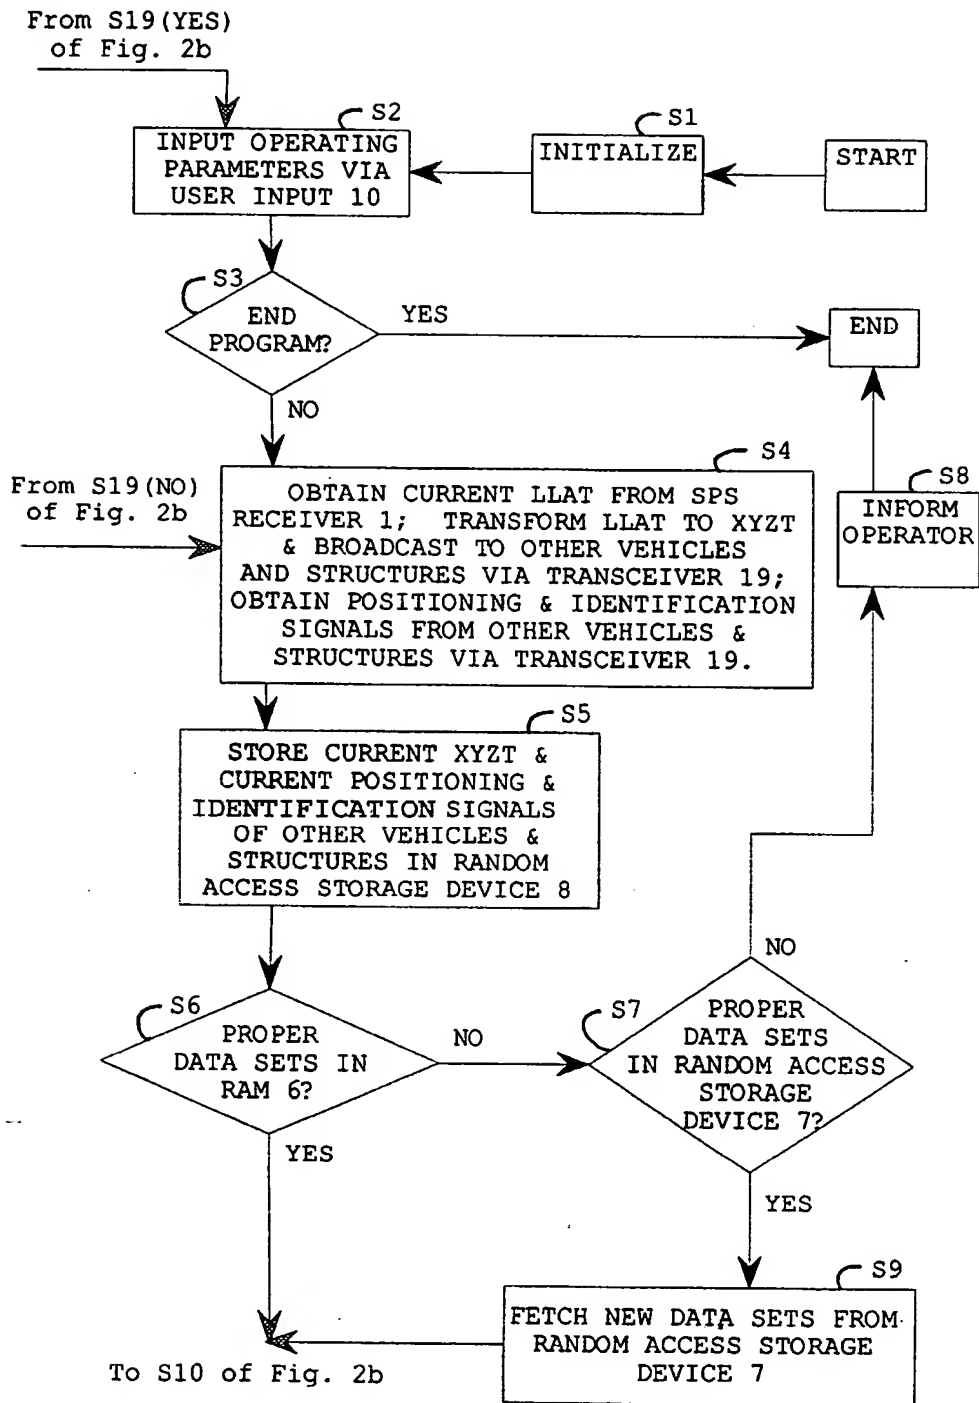 From S19(YES)
of Fig. 2b
S2
INPUT OPERATING
PARAMETERS VIA
USER INPUT 10
S1
INITIALIZE
START
S3
END
PROGRAM?
YES
NO
END
From S19(NO)
of Fig. 2b
S4
OBTAIN CURRENT LLAT FROM SPS
RECEIVER 1; TRANSFORM LLAT TO XYZT
& BROADCAST TO OTHER VEHICLES
AND STRUCTURES VIA TRANSCEIVER 19;
OBTAIN POSITIONING & IDENTIFICATION
SIGNALS FROM OTHER VEHICLES &
STRUCTURES VIA TRANSCEIVER 19.
S8
INFORM
OPERATOR
S5
STORE CURRENT XYZT &
CURRENT POSITIONING &
IDENTIFICATION SIGNALS
OF OTHER VEHICLES &
STRUCTURES IN RANDOM
ACCESS STORAGE DEVICE 8
S6
PROPER
DATA SETS IN
RAM 6?
NO
YES
S7
PROPER
DATA SETS
IN RANDOM ACCESS
STORAGE
DEVICE 7?
NO
YES
S9
FETCH NEW DATA SETS FROM
RANDOM ACCESS STORAGE
DEVICE 7
To S10 of Fig. 2b